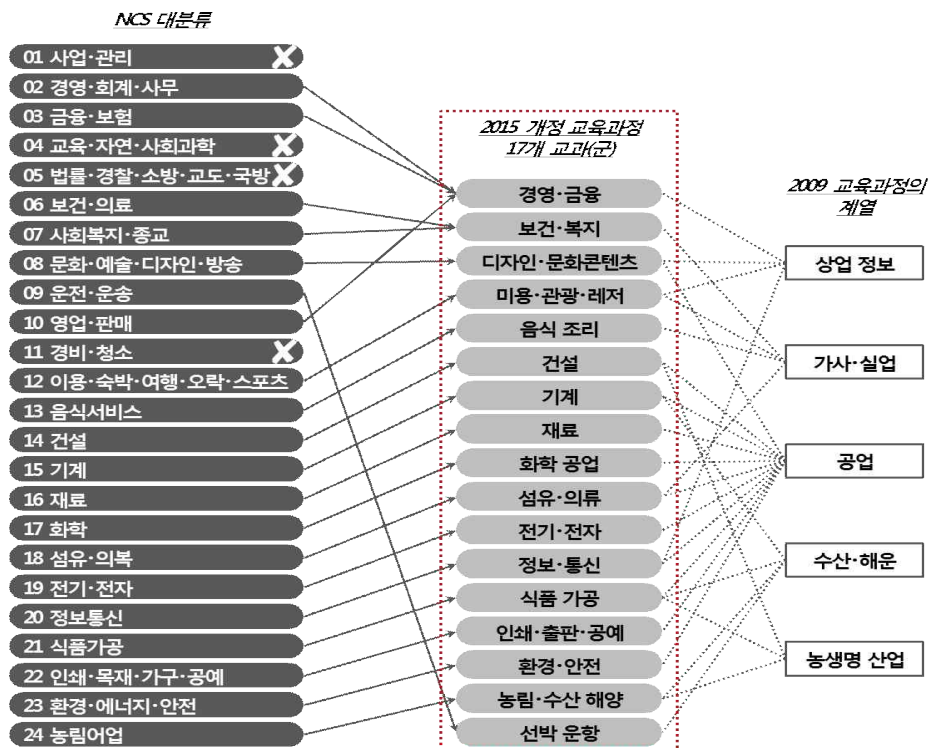 NCS 대분류
01 사업·관리
02 경영·회계·사무
03 금융·보험
04 교육·자연·사회과학
05 법률·경찰·소방·교도·국방
06 보건·의료
07 사회복지·종교
08 문화·예술·디자인·방송
09 운전·운송
10 영업·판매
11 경비·청소
12 이용·숙박·여행·오락·스포츠
13 음식서비스
14 건설
15 기계
16 재료
17 화학
18 섬유·의복
19 전기·전자
20 정보통신
21 식품가공
22 인쇄·목재·가구·공예
23 환경·에너지·안전
24 농림어업
2015 개정 교육과정
17개 교과(군)
경영·금융
보건·복지
디자인·문화콘텐츠
미용·관광·레저
음식 조리
건설
기계
재료
화학 공업
섬유·의류
전기·전자
정보·통신
식품 가공
인쇄·출판·공예
환경·안전
농림·수산 해양
선박 운항
2009 교육과정의
계열
상업 정보
가사·실업
공업
수산·해운
농생명 산업